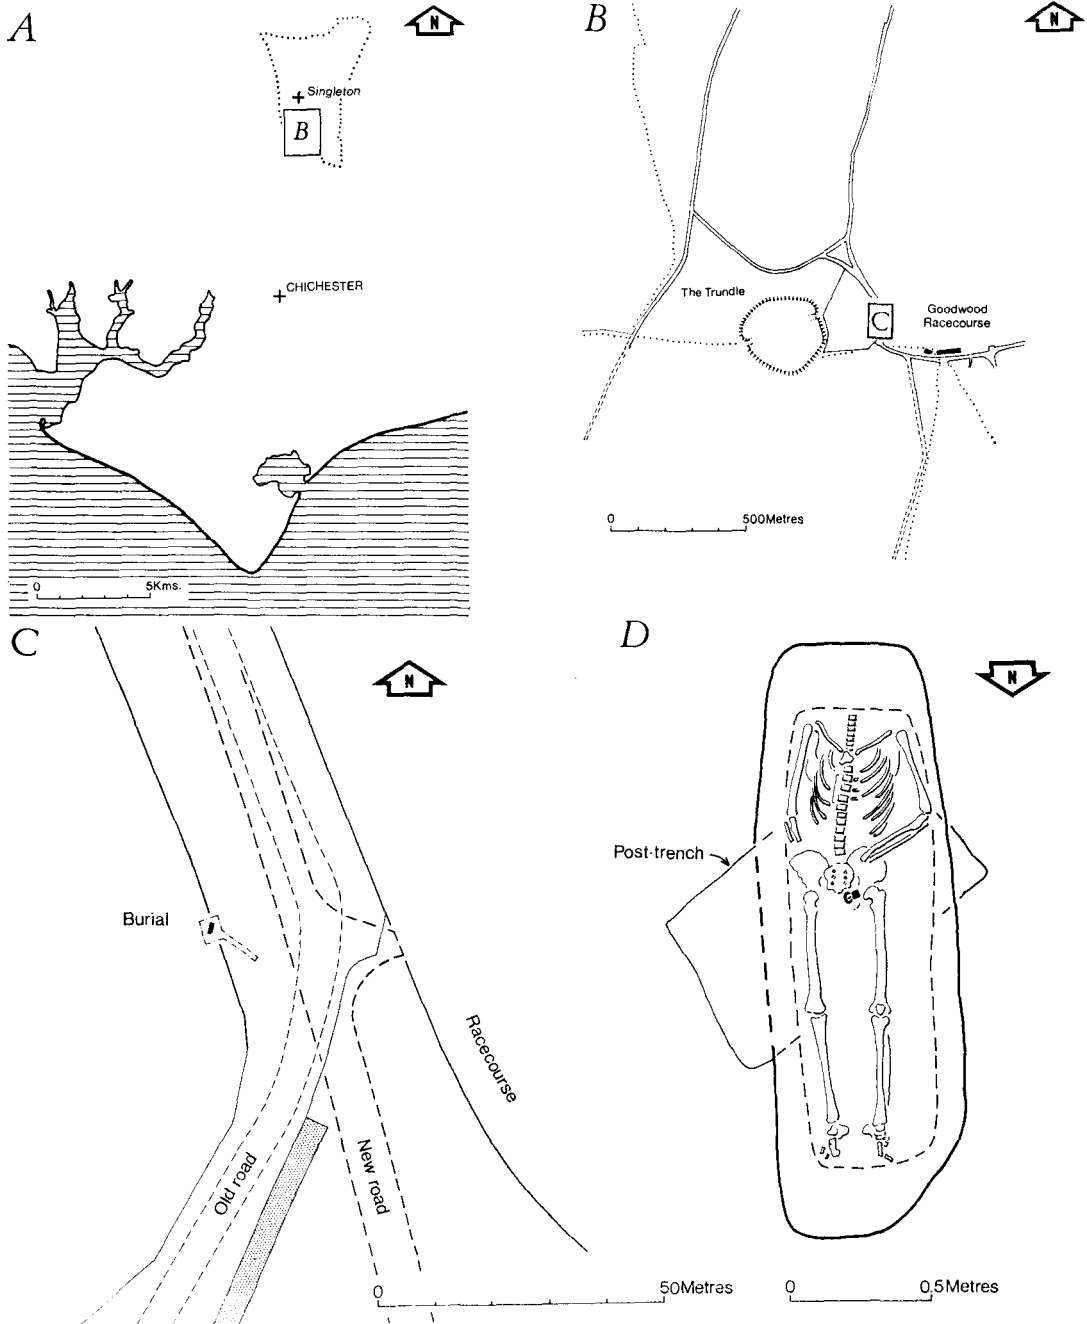 A
N
Singleton
B
CHICHESTER
0
5Kms.
B
N
The Trundle
C
Goodwood
Racecourse
0
500Metres
C
N
Burial
Racecourse
Old road
New road
0
50Metres
D
N
Post-trench
0
0.5Metres